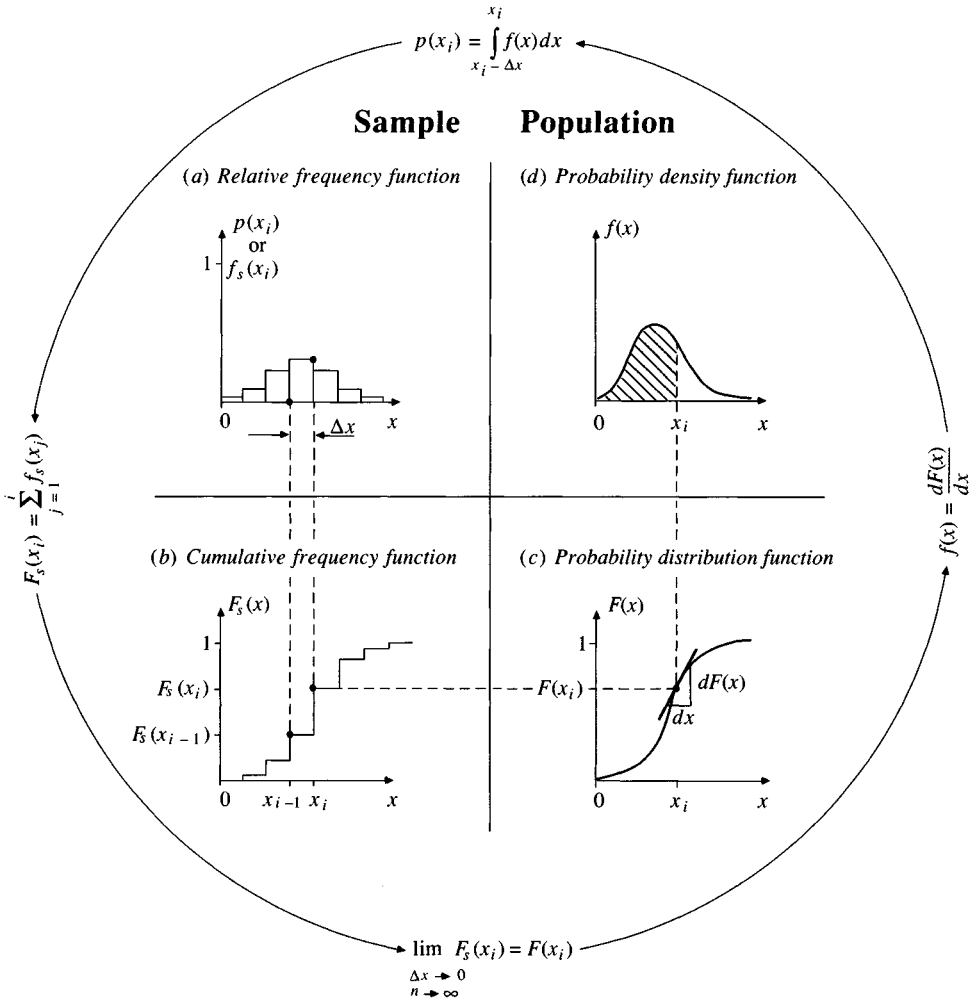 p(x_i) = ∫_{x_i − Δx}^{x_i} f(x)dx
Sample Population
(a) Relative frequency function
p(x_i)
or
f_s(x_i)
1
0
x
Δx
(d) Probability density function
f(x)
0
x_i
x
F_s(x_i) = Σ_{j = 1}^{i} f_s(x_j)
f(x) = dF(x)/dx
(b) Cumulative frequency function
F_s(x)
1
F_s(x_i)
F_s(x_{i − 1})
0
x_{i−1}
x_i
x
(c) Probability distribution function
F(x)
1
F(x_i)
dF(x)
dx
0
x_i
x
lim F_s(x_i) = F(x_i)
Δx → 0
n → ∞